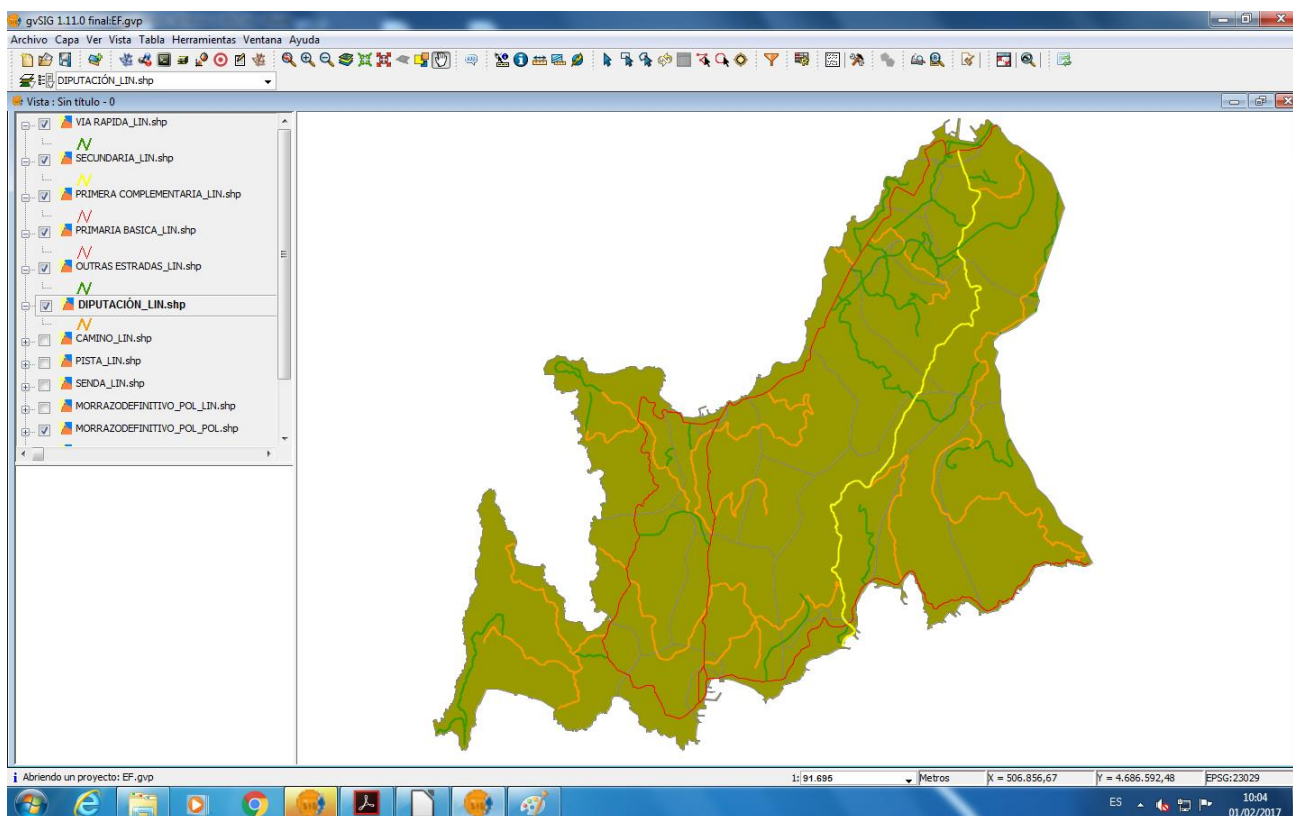 gvSIG 1.11.0 final:EF.gvp
Archivo Capa Ver Vista Tabla Herramientas Ventana Ayuda
DIPUTACIÓN_LIN.shp
Vista : Sin título - 0
VIA RAPIDA_LIN.shp
SECUNDARIA_LIN.shp
PRIMERA COMPLEMENTARIA_LIN.shp
PRIMARIA BASICA_LIN.shp
OUTRAS ESTRADAS_LIN.shp
DIPUTACIÓN_LIN.shp
CAMINO_LIN.shp
PISTA_LIN.shp
SENDA_LIN.shp
MORRAZODEFINITIVO_POL_LIN.shp
MORRAZODEFINITIVO_POL_POL.shp
Abriendo un proyecto: EF.gvp
1: 91.695
Metros
X = 506.856,67
Y = 4.686.592,48
EPSG:23029
ES
10:04
01/02/2017